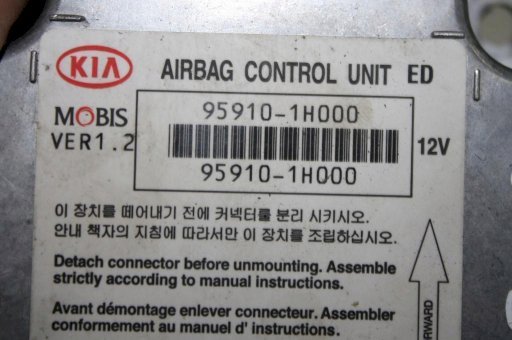 KIA AIRBAG CONTROL UNIT ED
MOBIS
VER1.2
95910-1H000
95910-1H000
12V
이 장치를 떼어내기 전에 커넥터를 분리 시키시오.
안내 책자의 지침에 따라서만 이 장치를 조립하십시오.
Detach connector before unmounting. Assemble
strictly according to manual instructions.
Avant démontage enlever connecteur. Assembler
conformement au manuel d' instructions.